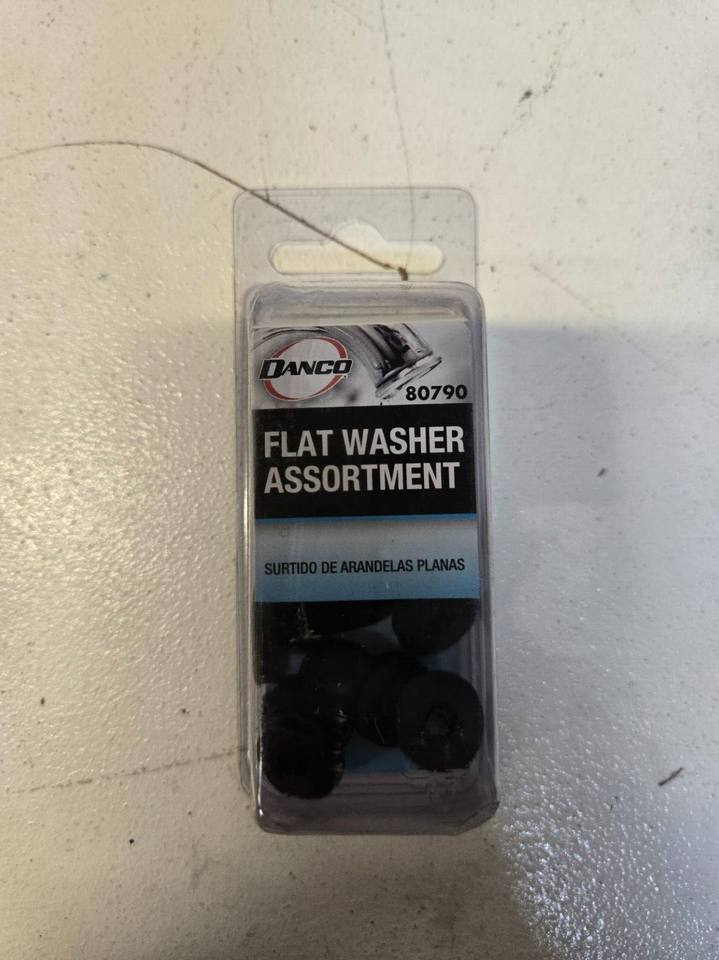 DANCO
80790
FLAT WASHER
ASSORTMENT
SURTIDO DE ARANDELAS PLANAS